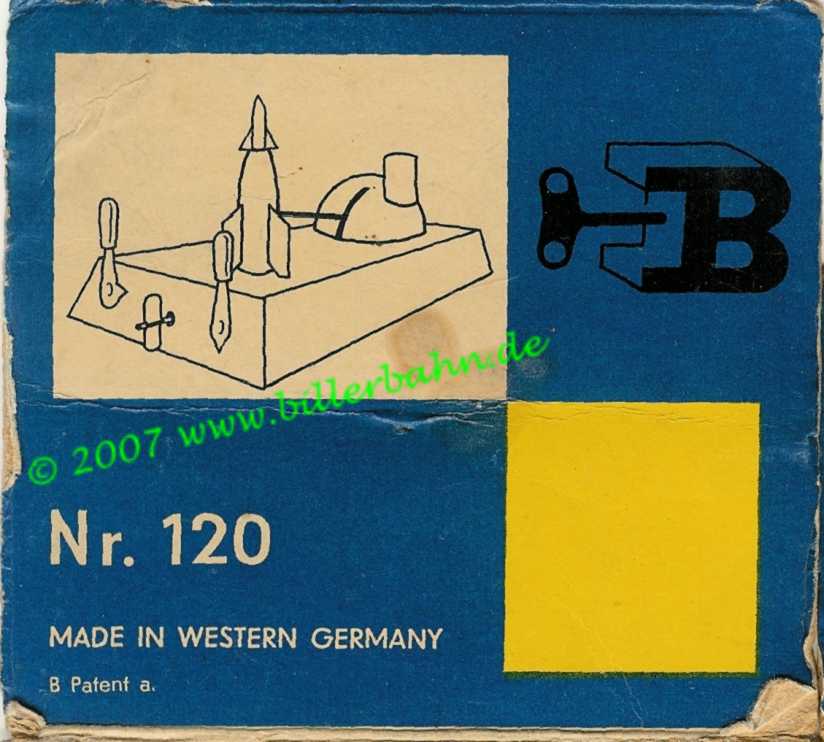 B
© 2007 www.billerbahn.de
Nr. 120
MADE IN WESTERN GERMANY
B Patent a.